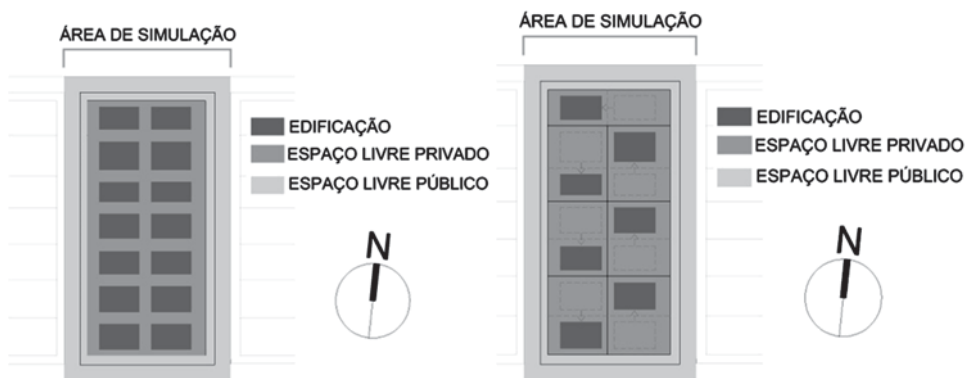 ÁREA DE SIMULAÇÃO
EDIFICAÇÃO
ESPAÇO LIVRE PRIVADO
ESPAÇO LIVRE PÚBLICO
N
ÁREA DE SIMULAÇÃO
EDIFICAÇÃO
ESPAÇO LIVRE PRIVADO
ESPAÇO LIVRE PÚBLICO
N